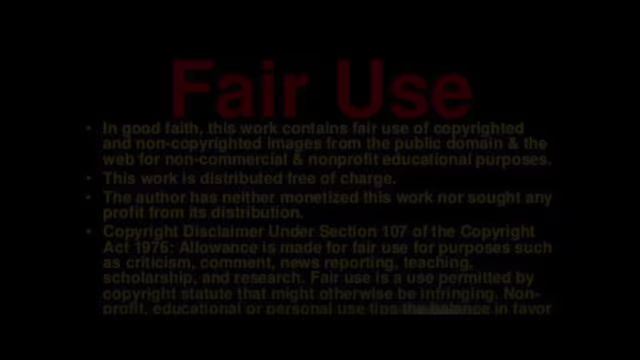 Fair Use
• In good faith, this work contains fair use of copyrighted
and non-copyrighted images from the public domain & the
web for non-commercial & nonprofit educational purposes.
• This work is distributed free of charge.
• The author has neither monetized this work nor sought any
profit from its distribution.
• Copyright Disclaimer Under Section 107 of the Copyright
Act 1976: Allowance is made for fair use for purposes such
as criticism, comment, news reporting, teaching,
scholarship, and research. Fair use is a use permitted by
copyright statute that might otherwise be infringing. Non-
profit, educational or personal use tips the balance in favor